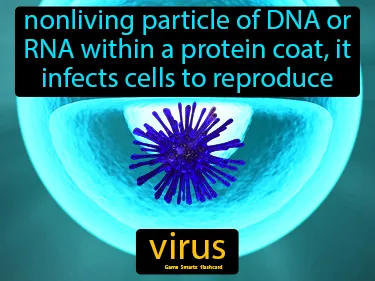 nonliving particle of DNA or
RNA within a protein coat, it
infects cells to reproduce
virus
Game Smartz flashcard